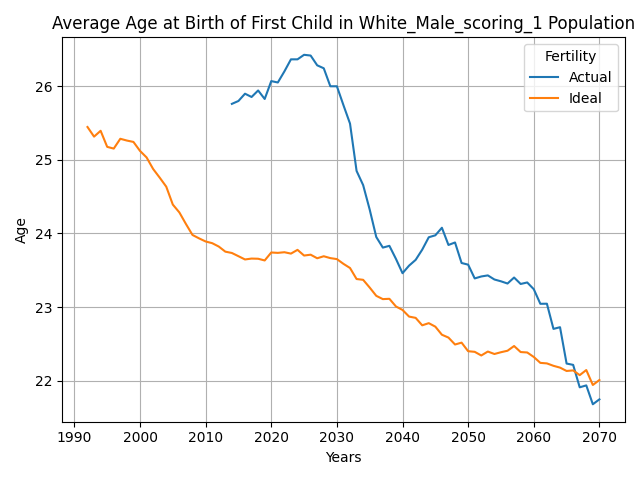 Average Age at Birth of First Child in White_Male_scoring_1 Population
Fertility
Actual
Ideal
Age
26
25
24
23
22
1990
2000
2010
2020
2030
2040
2050
2060
2070
Years